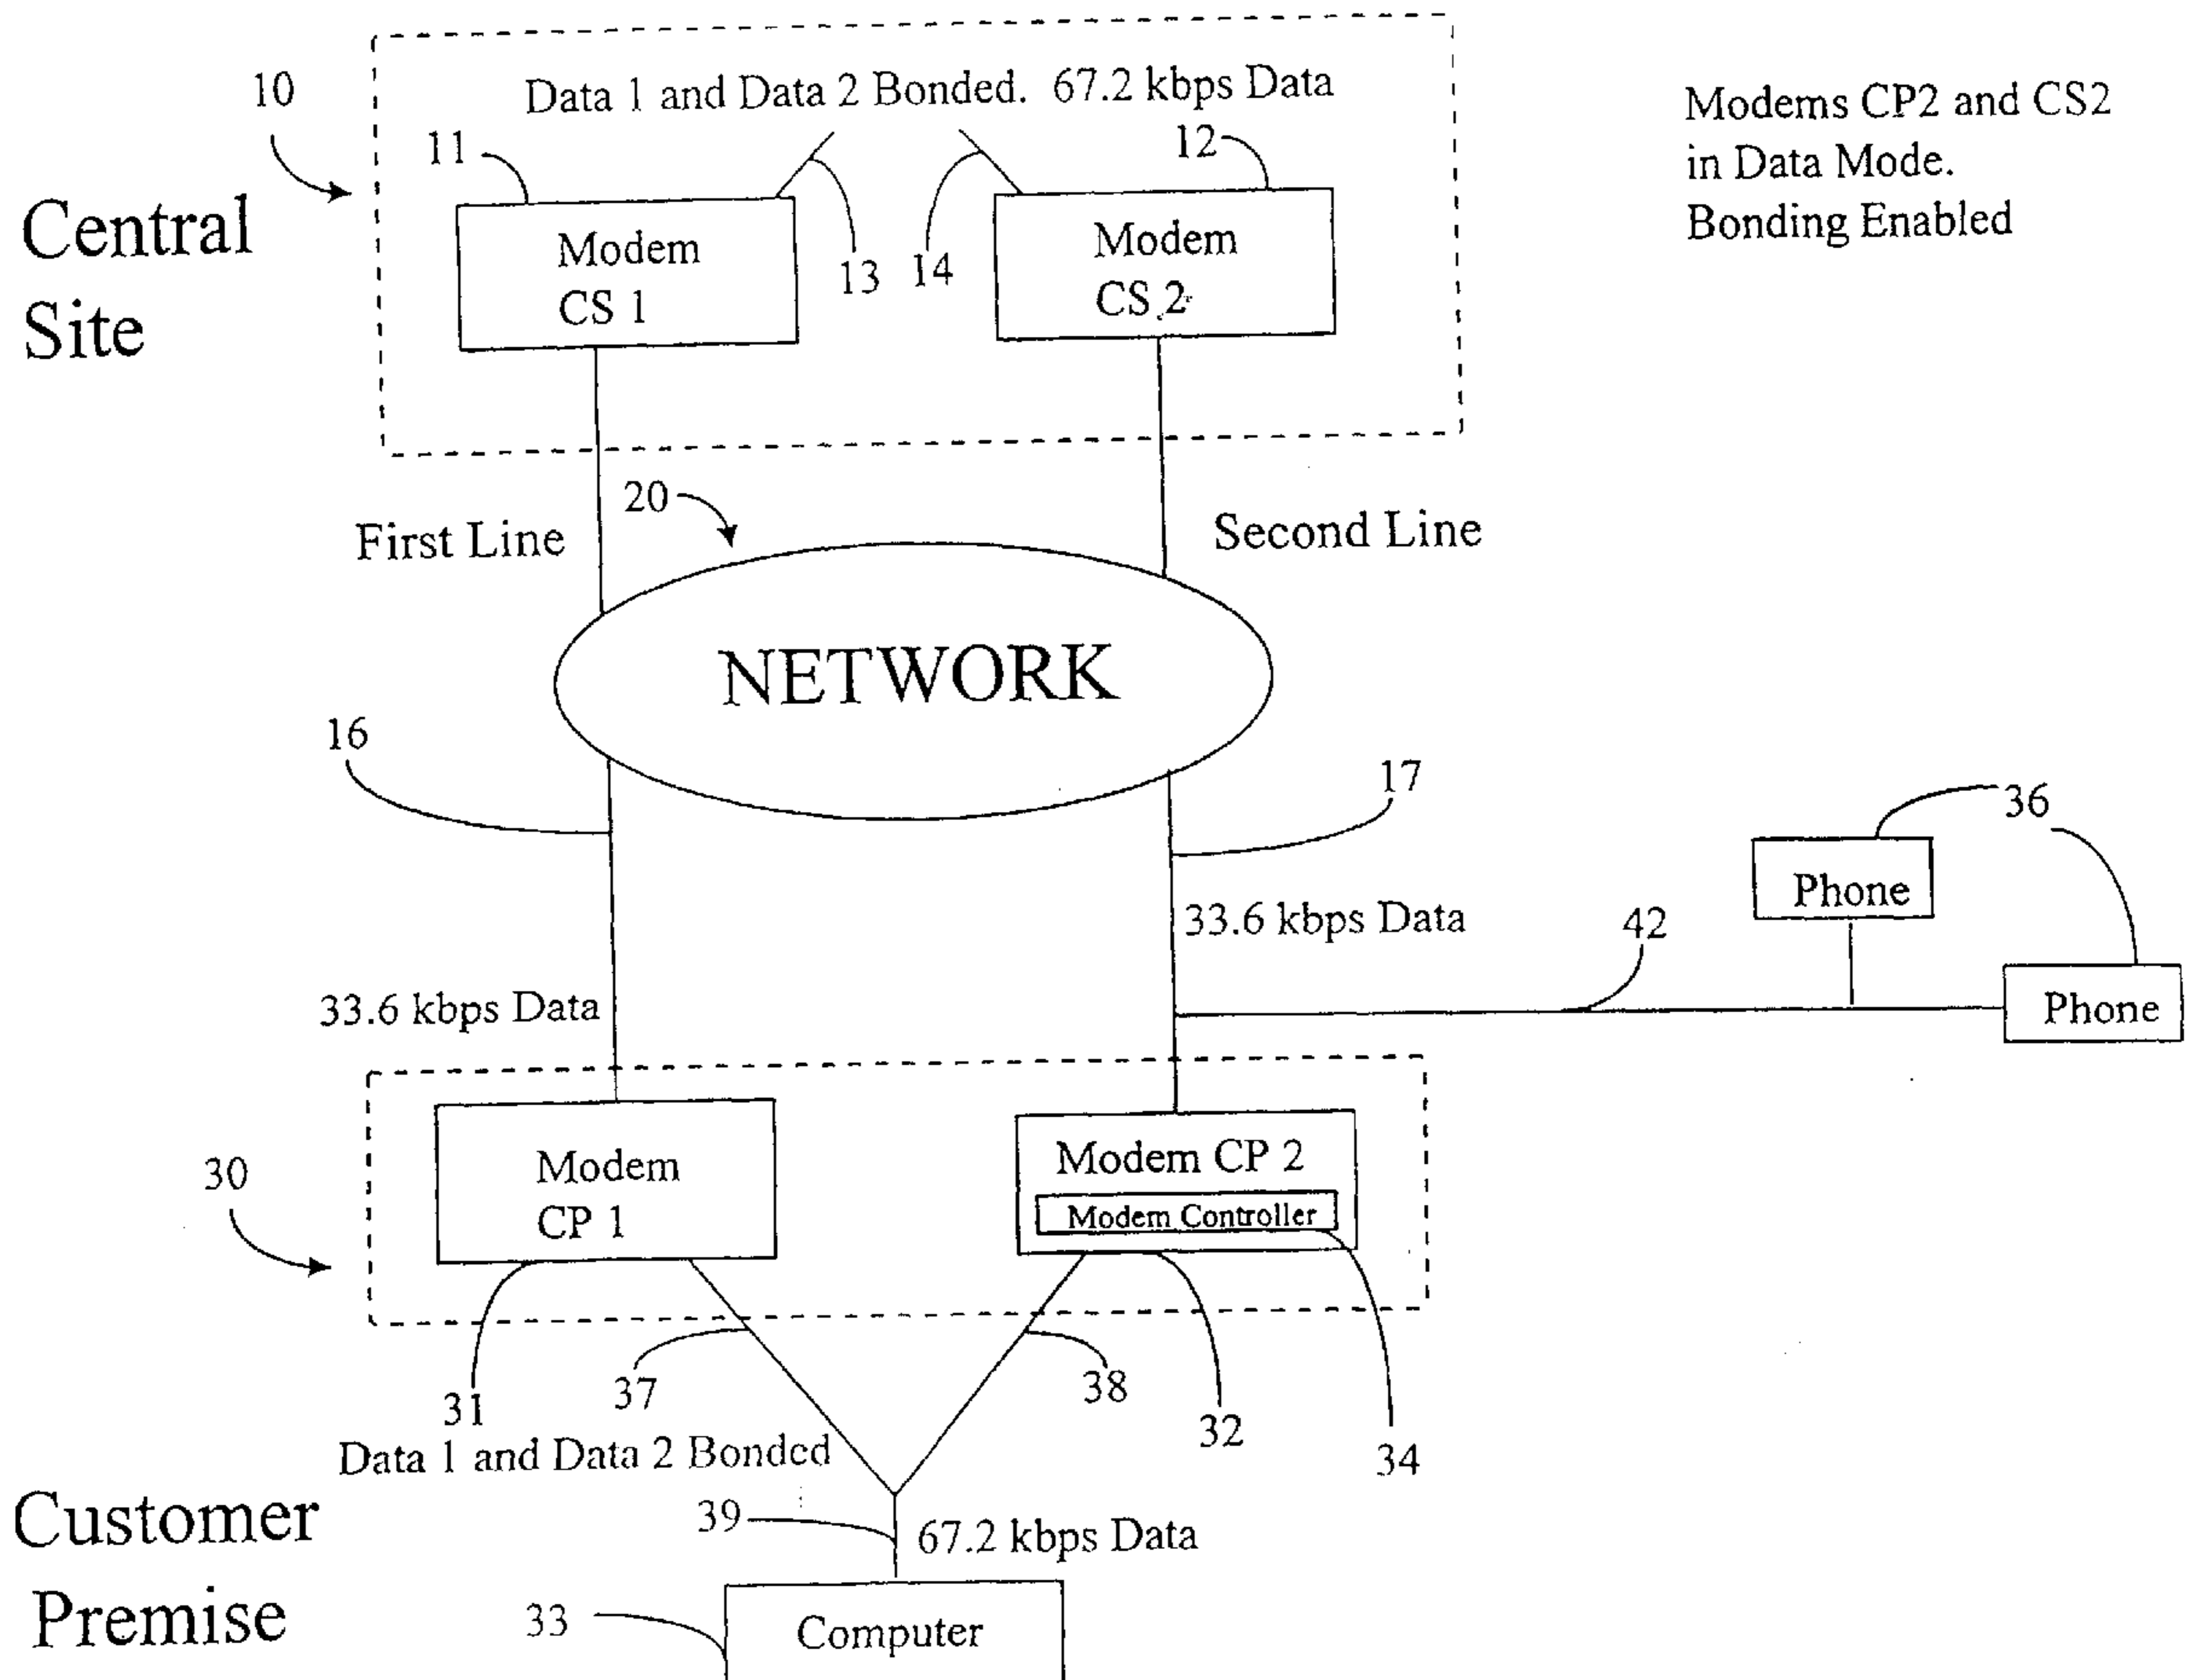 Data 1 and Data 2 Bonded. 67.2 kbps Data
Modems CP2 and CS2
in Data Mode.
Bonding Enabled
10
11
12
Central
Site
Modem
CS 1
13
14
Modem
CS 2
20
First Line
Second Line
NETWORK
16
17
36
Phone
33.6 kbps Data
42
33.6 kbps Data
Phone
30
Modem
CP 1
Modem CP 2
Modem Controller
31
37
38
32
34
Data 1 and Data 2 Bonded
Customer
Premise
39
67.2 kbps Data
33
Computer